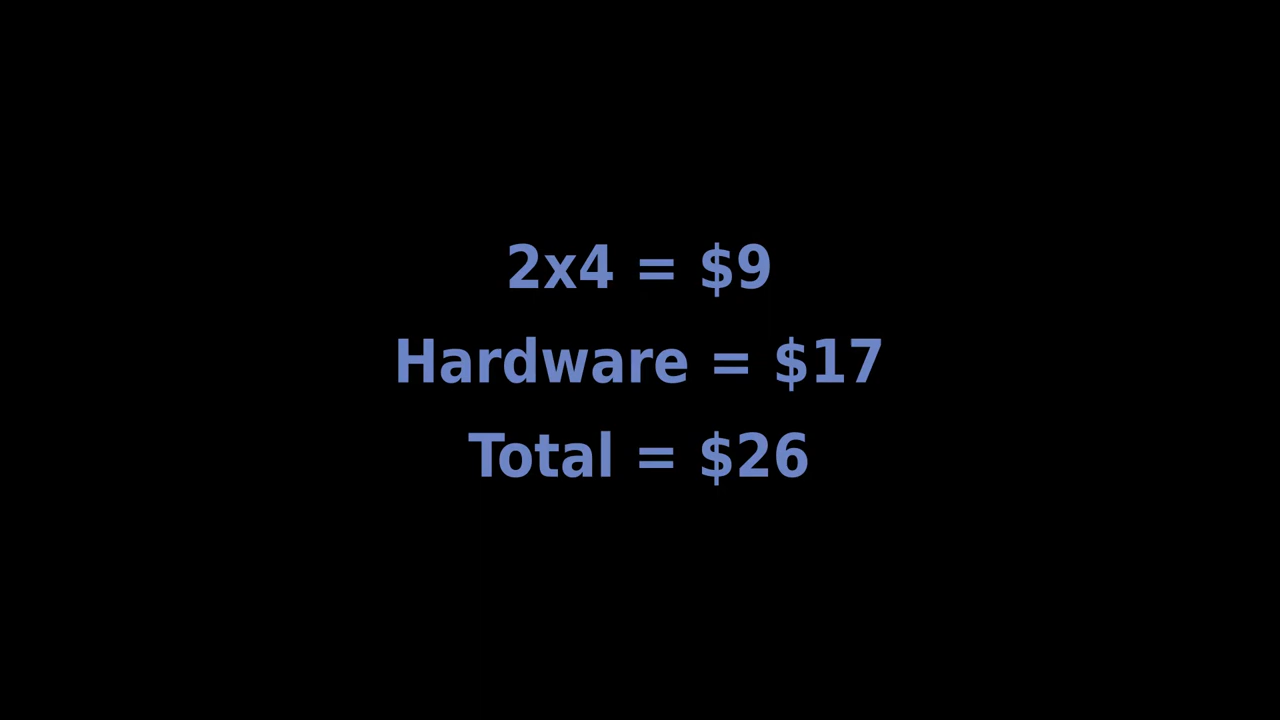 2x4 = $9
Hardware = $17
Total = $26